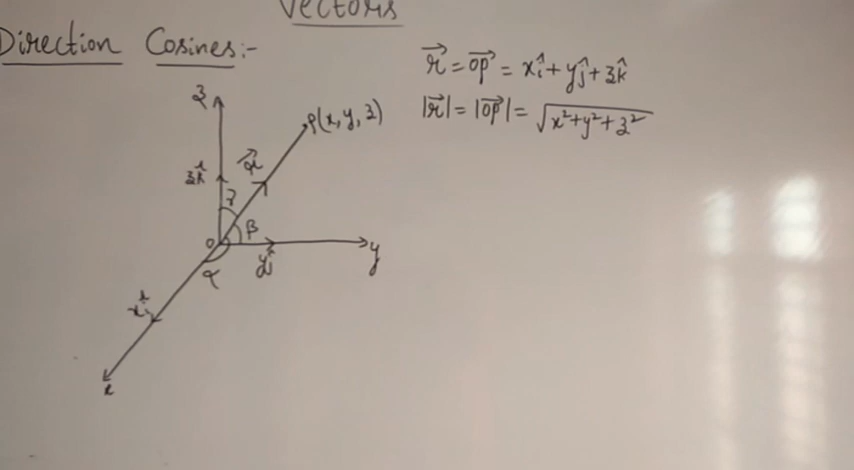 Vectors
Direction Cosines:-
r⃗ = OP⃗ = xî + yĵ + zk̂
|r⃗| = |OP⃗| = √x²+y²+z²
z
P(x, y, z)
zk̂
r⃗
γ
β
O
y
yĵ
α
xî
x